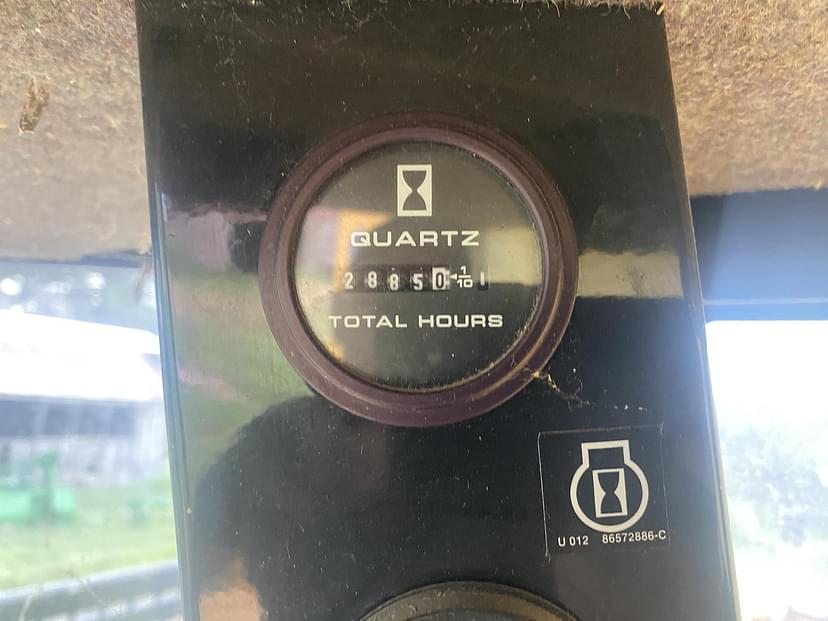 QUARTZ
28850 1/10
TOTAL HOURS
U 012 86572886-C